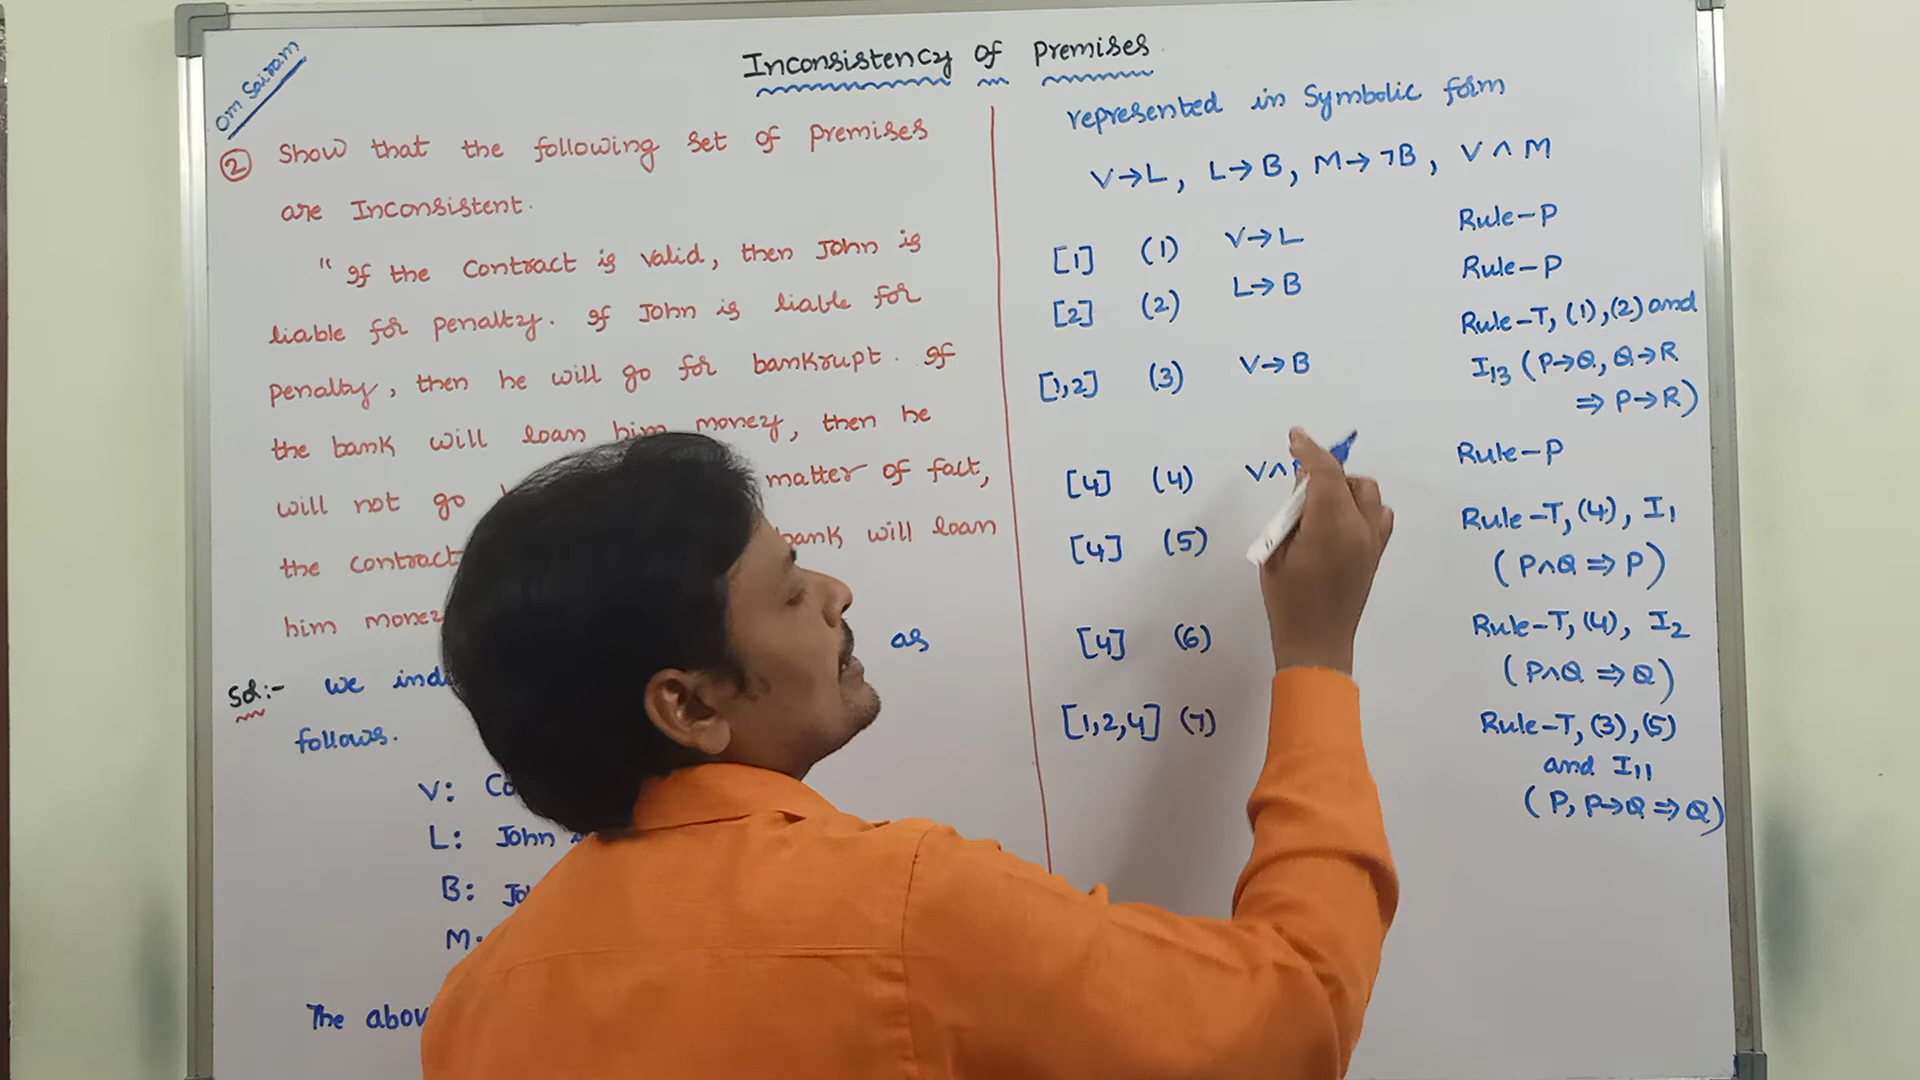 Om Sairam
Inconsistency of premises
② Show that the following set of premises
are Inconsistent.
"If the Contract is valid, then John is
liable for penalty. If John is liable for
penalty, then he will go for bankrupt. If
the bank will loan him money, then he
will not go matter of fact,
the contract bank will loan
him money
Sol:- we as
follows.
V:
L: John
B:
M:
The
represented in Symbolic form
V→L, L→B, M→¬B, V∧M
[1] (1) V→L Rule-P
[2] (2) L→B Rule-P
[1,2] (3) V→B Rule-T, (1),(2) and
I13 (P→Q, Q→R
⇒ P→R)
[4] (4) V∧ Rule-P
[4] (5) Rule-T, (4), I1
(P∧Q ⇒ P)
[4] (6) Rule-T, (4), I2
(P∧Q ⇒ Q)
[1,2,4] (7) Rule-T, (3),(5)
and I11
(P, P→Q ⇒ Q)